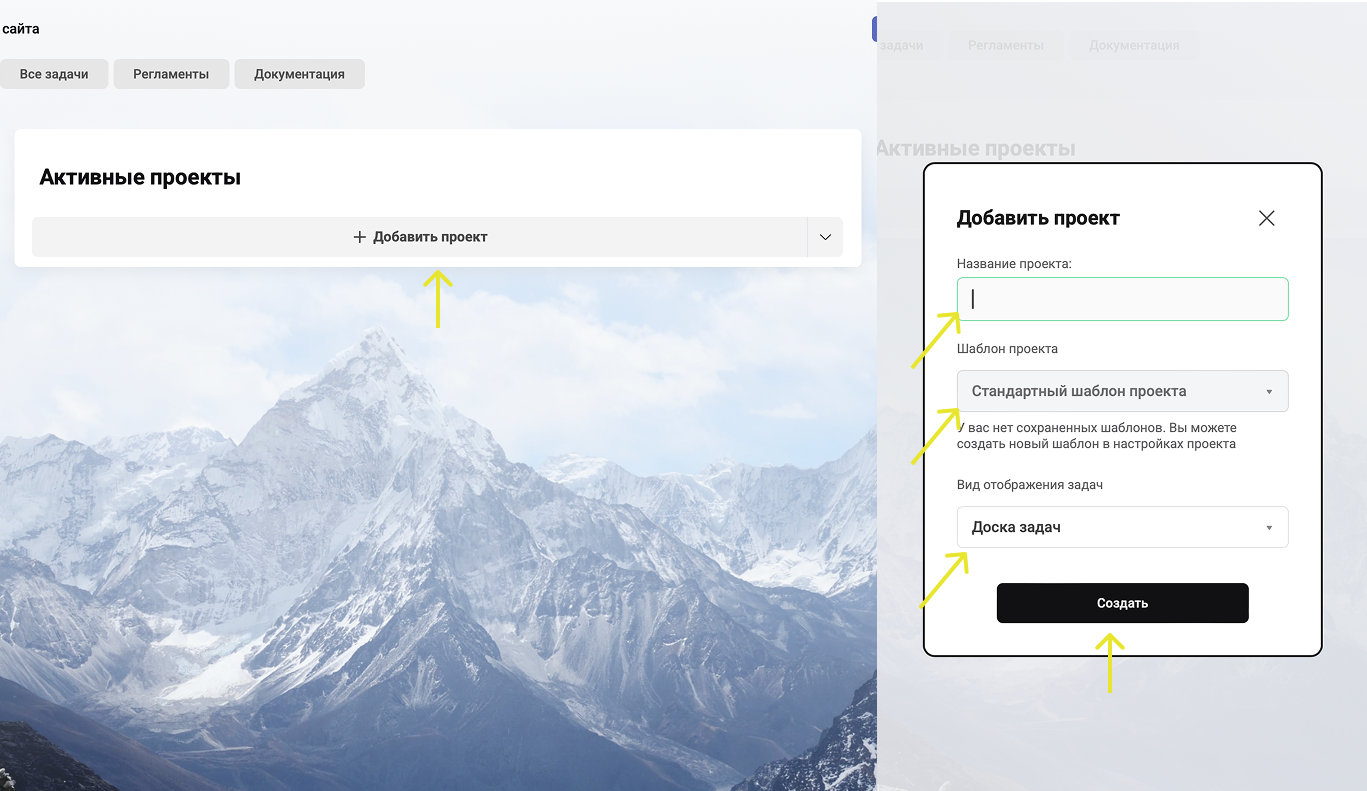 сайта
Все задачи
Регламенты
Документация
Активные проекты
Добавить проект
задачи
Регламенты
Документация
Активные проекты
Добавить проект
Название проекта:
Шаблон проекта
Стандартный шаблон проекта
У вас нет сохраненных шаблонов. Вы можете
создать новый шаблон в настройках проекта
Вид отображения задач
Доска задач
Создать